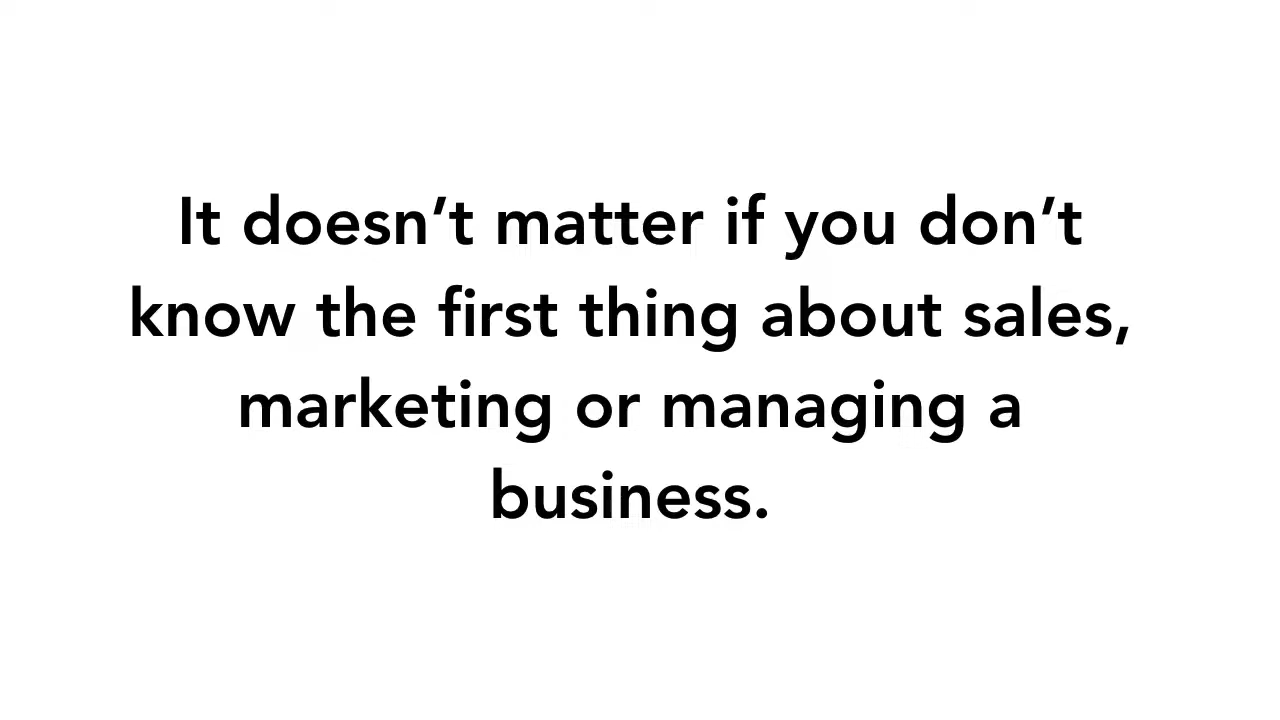 It doesn’t matter if you don’t
know the first thing about sales,
marketing or managing a
business.